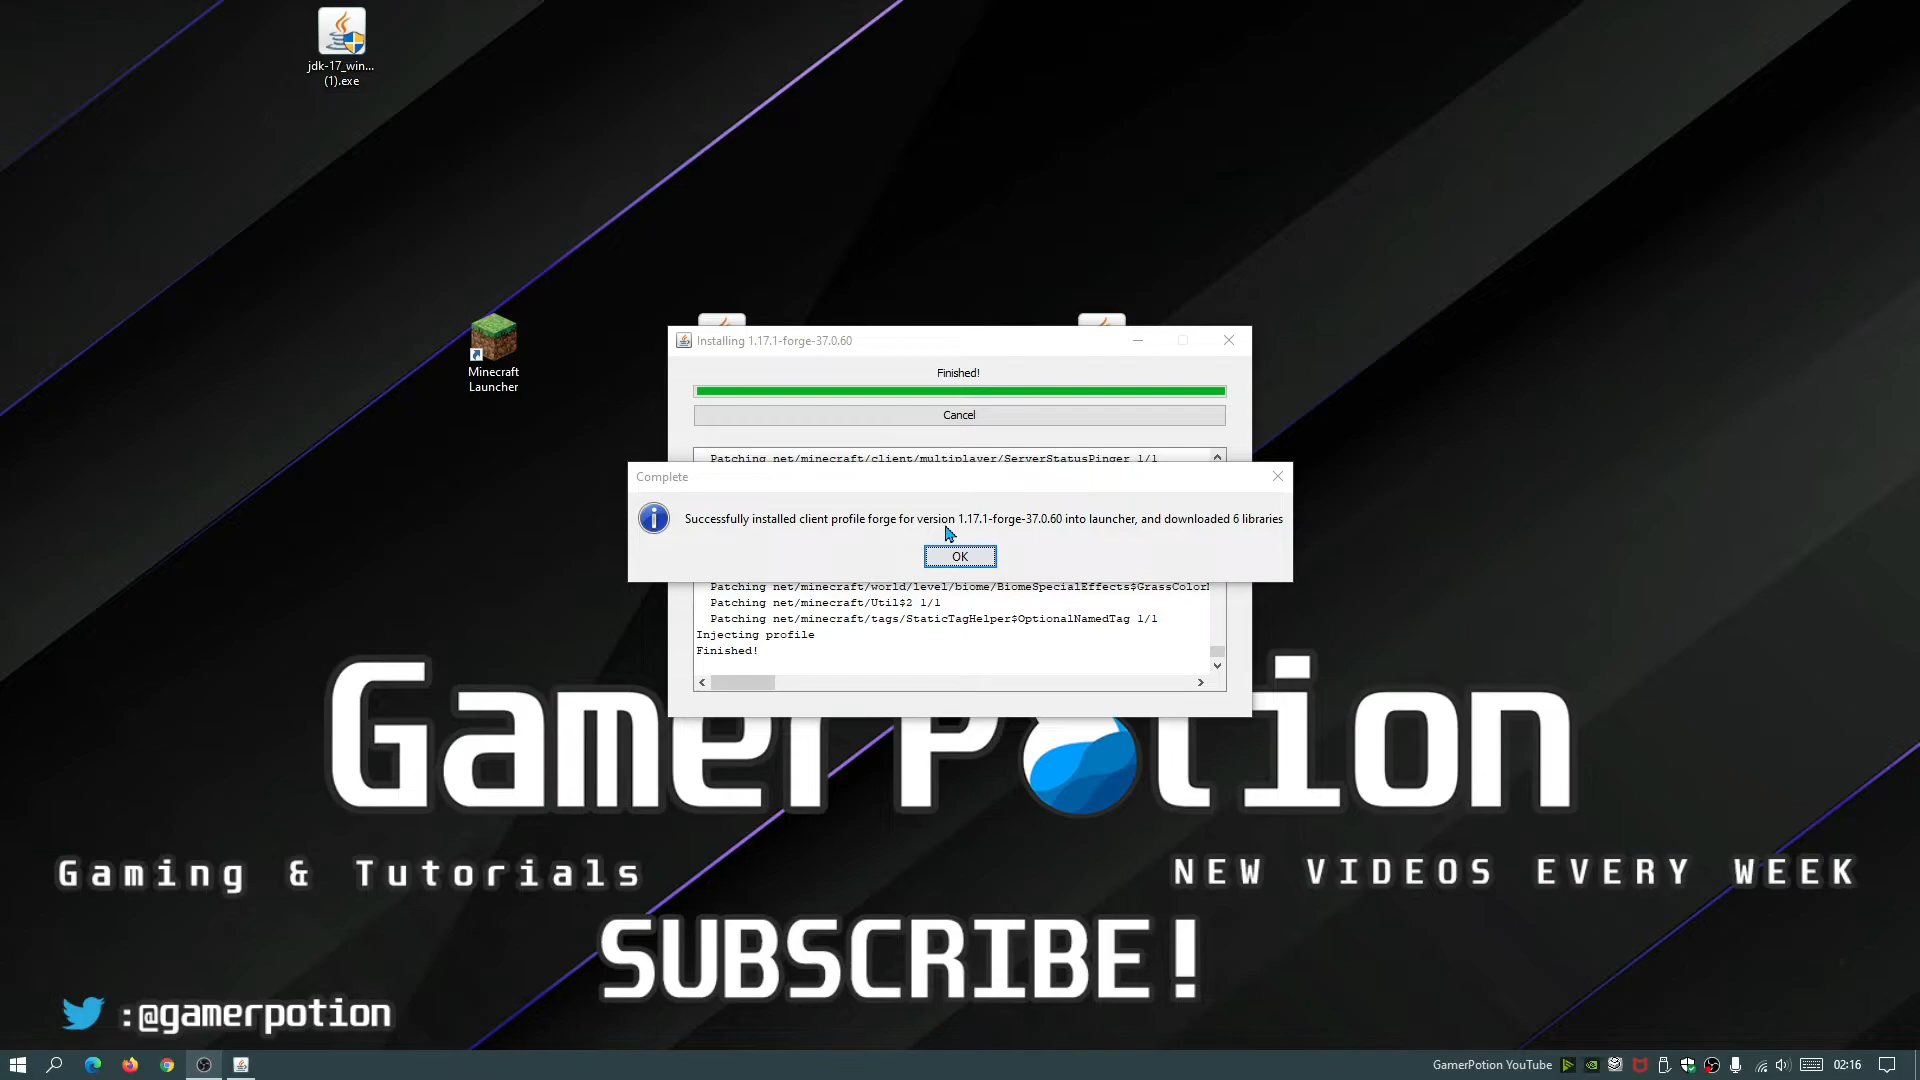 jdk-17_win...
(1).exe
Minecraft
Launcher
Installing 1.17.1-forge-37.0.60
Finished!
Cancel
Patching net/minecraft/client/multiplayer/ServerStatusPinger 1/1
Complete
Successfully installed client profile forge for version 1.17.1-forge-37.0.60 into launcher, and downloaded 6 libraries
OK
Patching net/minecraft/world/level/biome/BiomeSpecialEffects$GrassColor
Patching net/minecraft/Util$2 1/1
Patching net/minecraft/tags/StaticTagHelper$OptionalNamedTag 1/1
Injecting profile
Finished!
GamerPotion
Gaming & Tutorials
NEW VIDEOS EVERY WEEK
SUBSCRIBE!
:@gamerpotion
GamerPotion YouTube
02:16